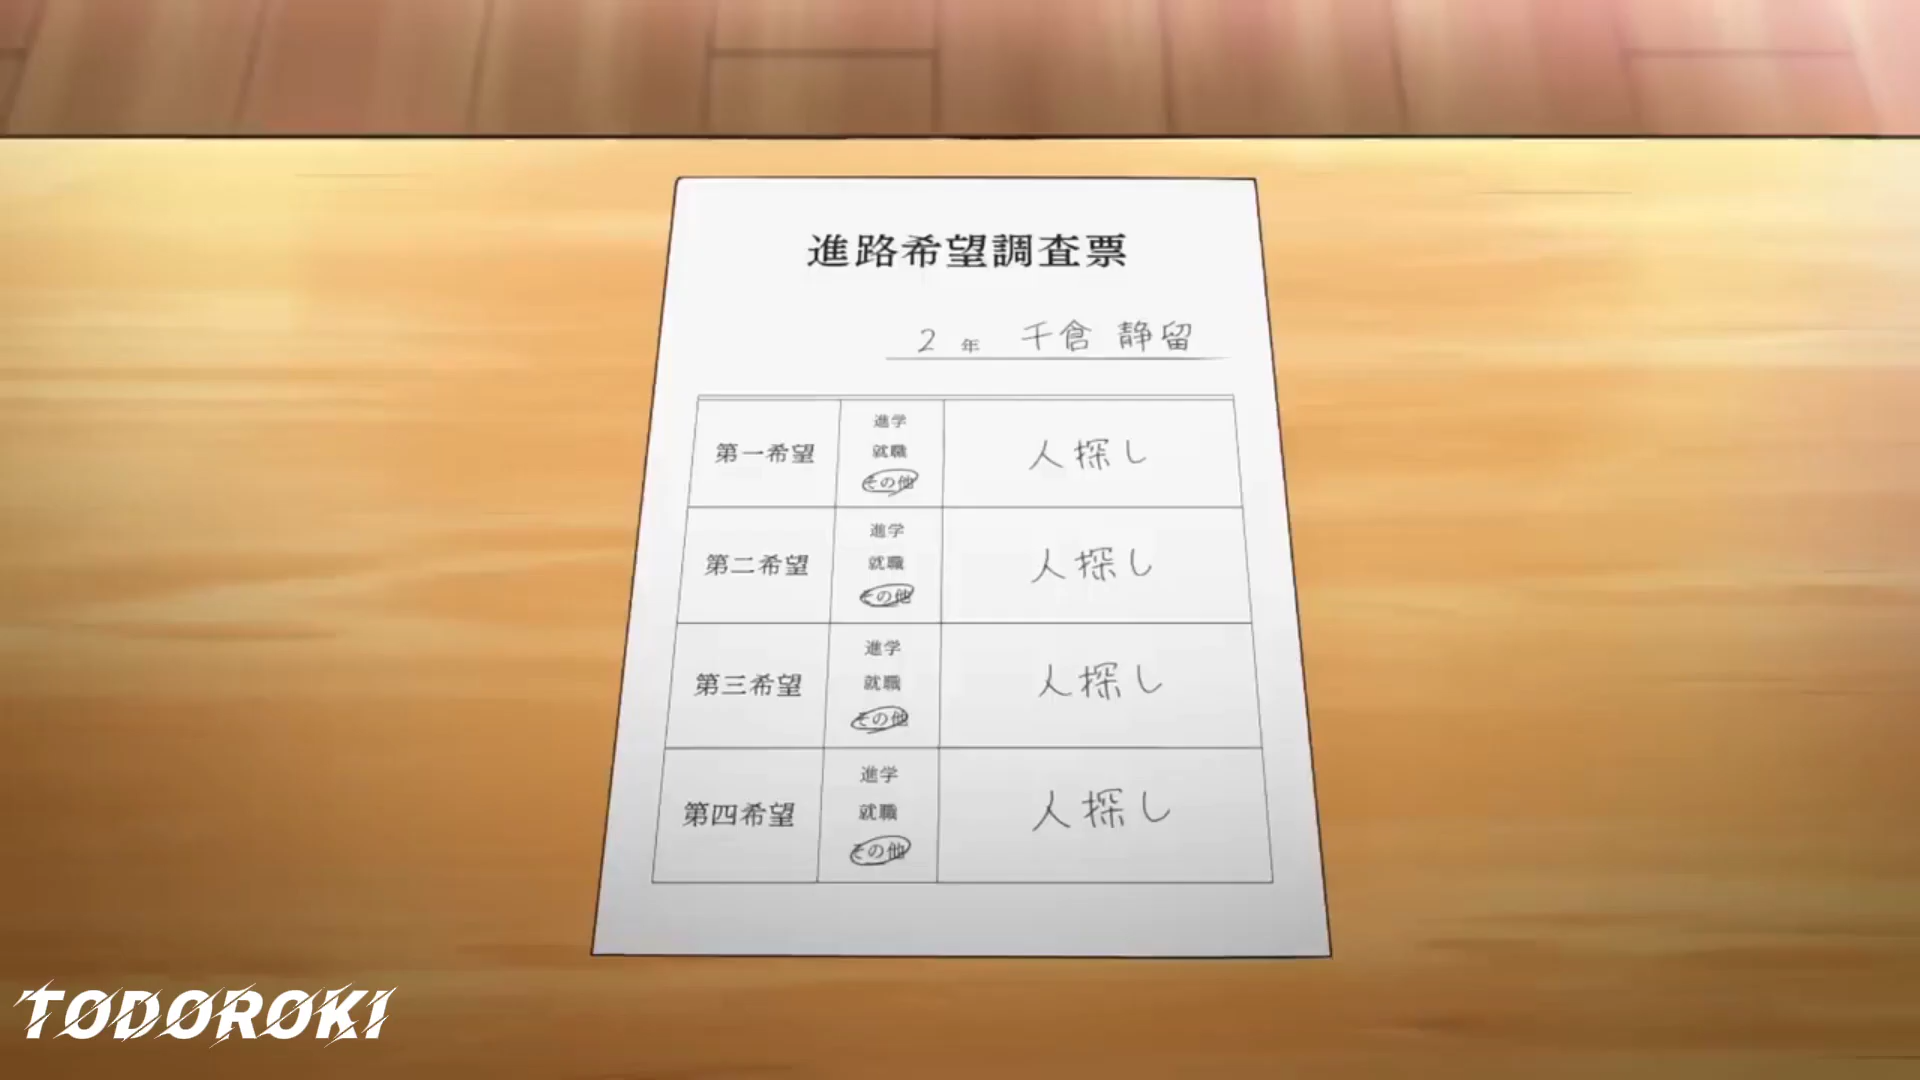 進路希望調査票
2 年 千倉 静留
第一希望 進学 就職 その他 人探し
第二希望 進学 就職 その他 人探し
第三希望 進学 就職 その他 人探し
第四希望 進学 就職 その他 人探し
TODOROKI